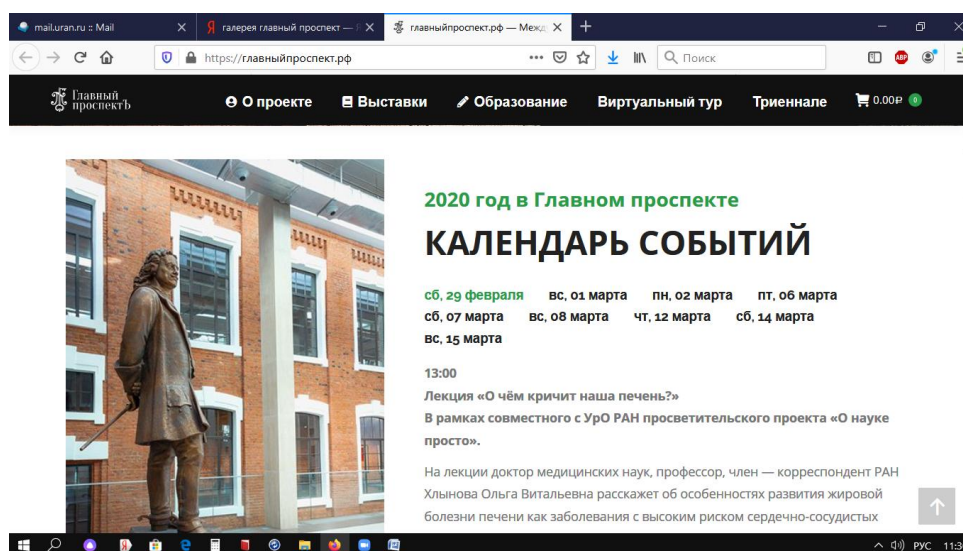 mail.uran.ru :: Mail
галерея главный проспект — Я
главныйпроспект.рф — Межд
https://главныйпроспект.рф
Поиск
ABP
Главный
проспектЪ
О проекте
Выставки
Образование
Виртуальный тур
Триеннале
0.00₽ 0
2020 год в Главном проспекте
КАЛЕНДАРЬ СОБЫТИЙ
сб, 29 февраля вс, 01 марта пн, 02 марта пт, 06 марта
сб, 07 марта вс, 08 марта чт, 12 марта сб, 14 марта
вс, 15 марта
13:00
Лекция «О чём кричит наша печень?»
В рамках совместного с УрО РАН просветительского проекта «О науке
просто».
На лекции доктор медицинских наук, профессор, член — корреспондент РАН
Хлынова Ольга Витальевна расскажет об особенностях развития жировой
болезни печени как заболевания с высоким риском сердечно-сосудистых
РУС